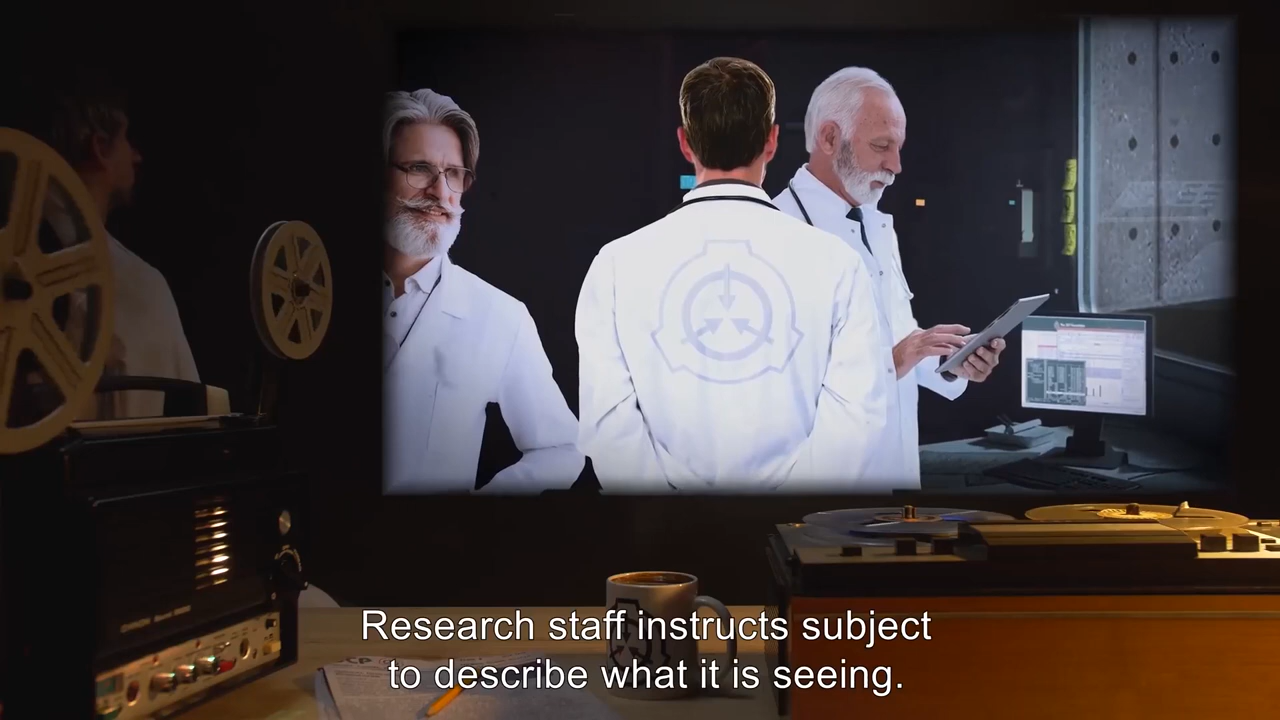 Research staff instructs subject
to describe what it is seeing.